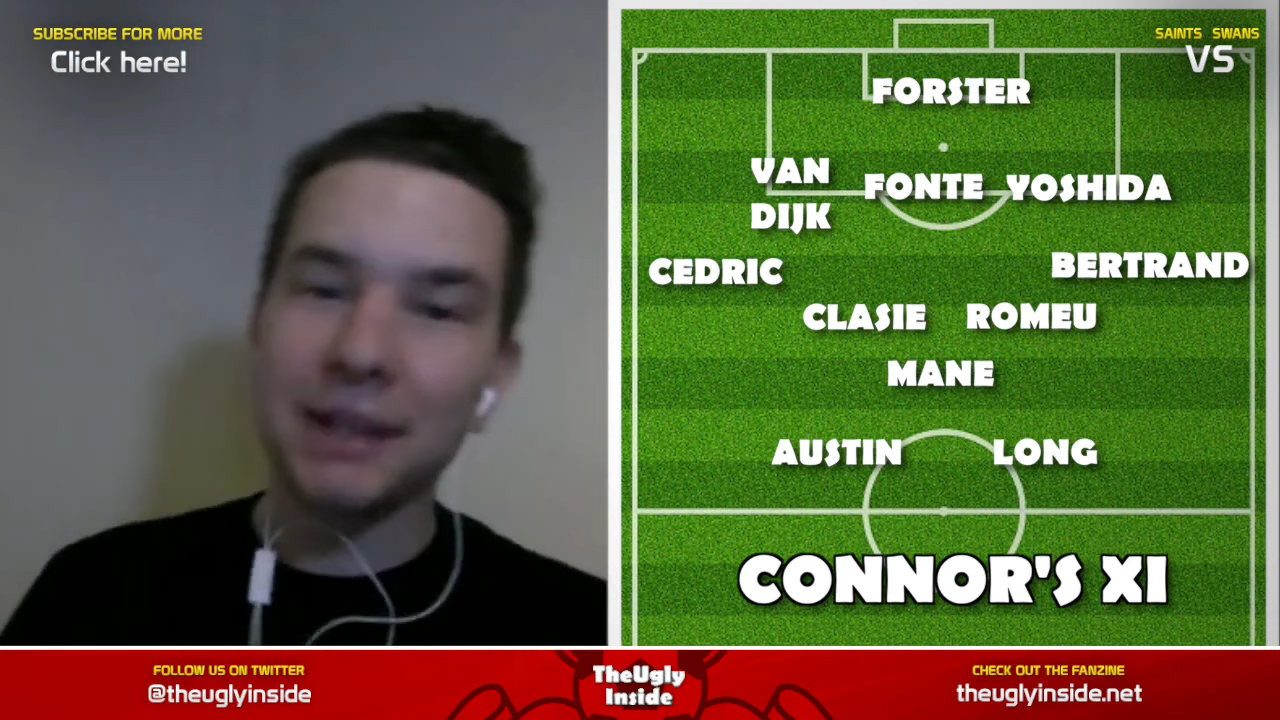 SUBSCRIBE FOR MORE
Click here!
SAINTS SWANS
VS
FORSTER
VAN
DIJK
FONTE
YOSHIDA
CEDRIC
BERTRAND
CLASIE
ROMEU
MANE
AUSTIN
LONG
CONNOR'S XI
FOLLOW US ON TWITTER
@theuglyinside
TheUgly
Inside
CHECK OUT THE FANZINE
theuglyinside.net